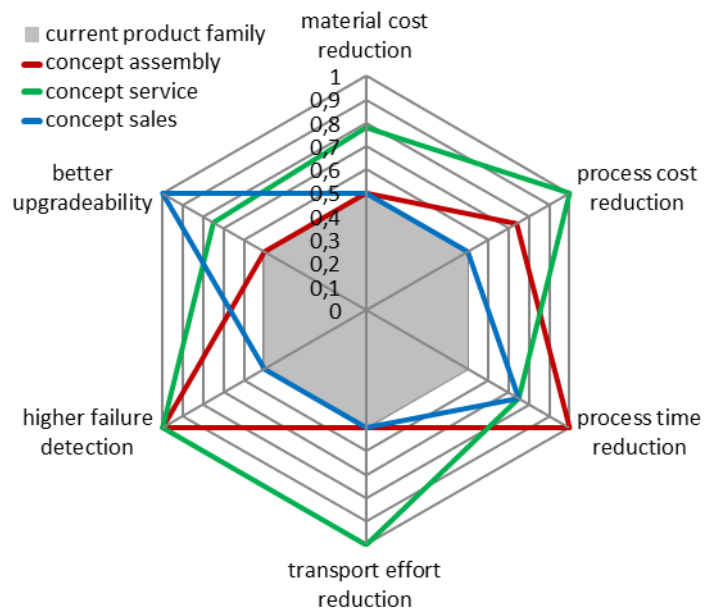 current product family
concept assembly
concept service
concept sales
material cost
reduction
1
0,9
0,8
0,7
0,6
0,5
0,4
0,3
0,2
0,1
0
process cost
reduction
process time
reduction
transport effort
reduction
higher failure
detection
better
upgradeability